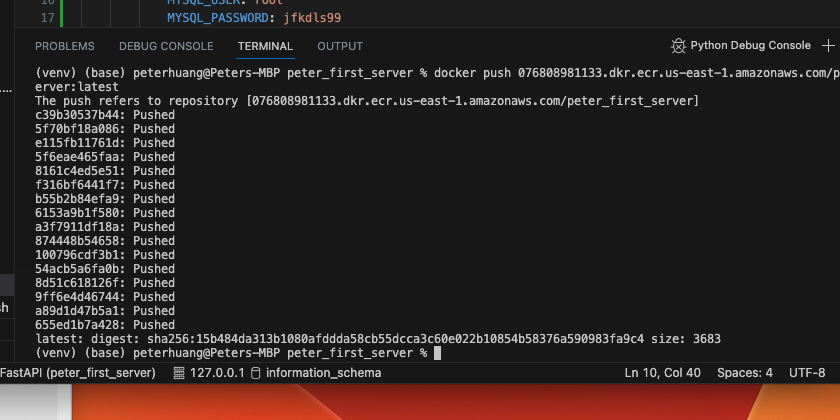 MYSQL_USER: root
17 MYSQL_PASSWORD: jfkdls99
PROBLEMS DEBUG CONSOLE TERMINAL OUTPUT Python Debug Console
(venv) (base) peterhuang@Peters-MBP peter_first_server % docker push 076808981133.dkr.ecr.us-east-1.amazonaws.com/p
erver:latest
The push refers to repository [076808981133.dkr.ecr.us-east-1.amazonaws.com/peter_first_server]
c39b30537b44: Pushed
5f70bf18a086: Pushed
e115fb11761d: Pushed
5f6eae465faa: Pushed
8161c4ed5e51: Pushed
f316bf6441f7: Pushed
b55b2b84efa9: Pushed
6153a9b1f580: Pushed
a3f7911df18a: Pushed
874448b54658: Pushed
100796cdf3b1: Pushed
54acb5a6fa0b: Pushed
8d51c618126f: Pushed
9ff6e4d46744: Pushed
a89d1d47b5a1: Pushed
655ed1b7a428: Pushed
sh
latest: digest: sha256:15b484da313b1080afddda58cb55dcca3c60e022b10854b58376a590983fa9c4 size: 3683
(venv) (base) peterhuang@Peters-MBP peter_first_server %
FastAPI (peter_first_server) 127.0.0.1 information_schema Ln 10, Col 40 Spaces: 4 UTF-8